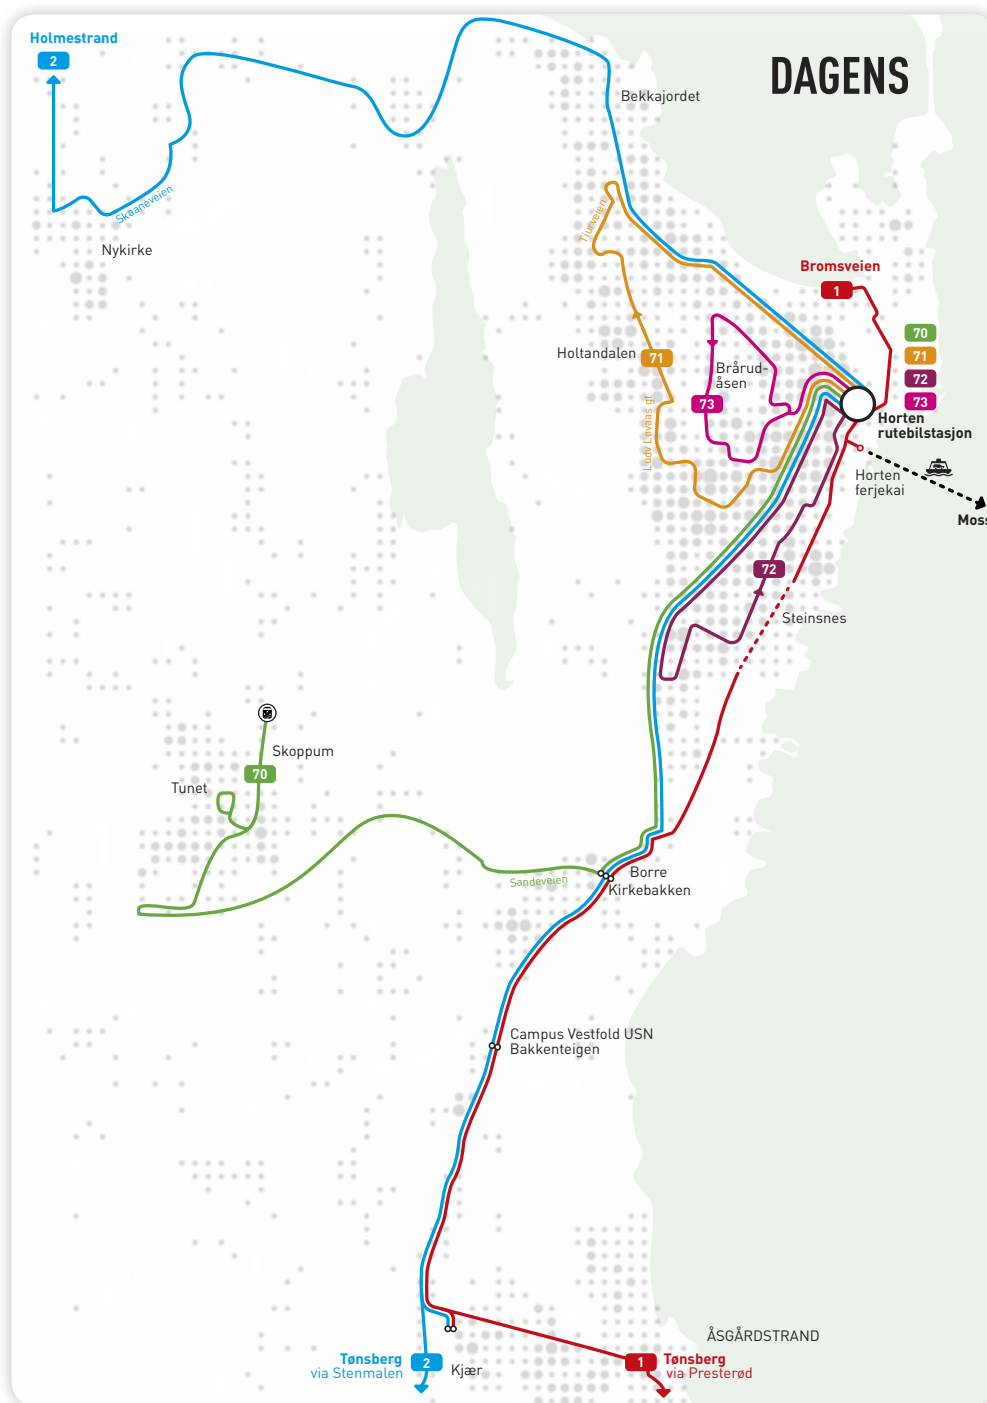 Holmestrand
2
DAGENS
Bekkajordet
Skaaneveien
Nykirke
Tjurveien
Bromsveien
1
70
71
72
73
Holtandalen
71
Brårud-
åsen
73
Ludv Løvaas gt
Horten
rutebilstasjon
Horten
ferjekai
Moss
72
Steinsnes
Skoppum
70
Tunet
Sandeveien
Borre
Kirkebakken
Campus Vestfold USN
Bakkenteigen
ÅSGÅRDSTRAND
Tønsberg
via Stenmalen
2
Kjær
1
Tønsberg
via Presterød